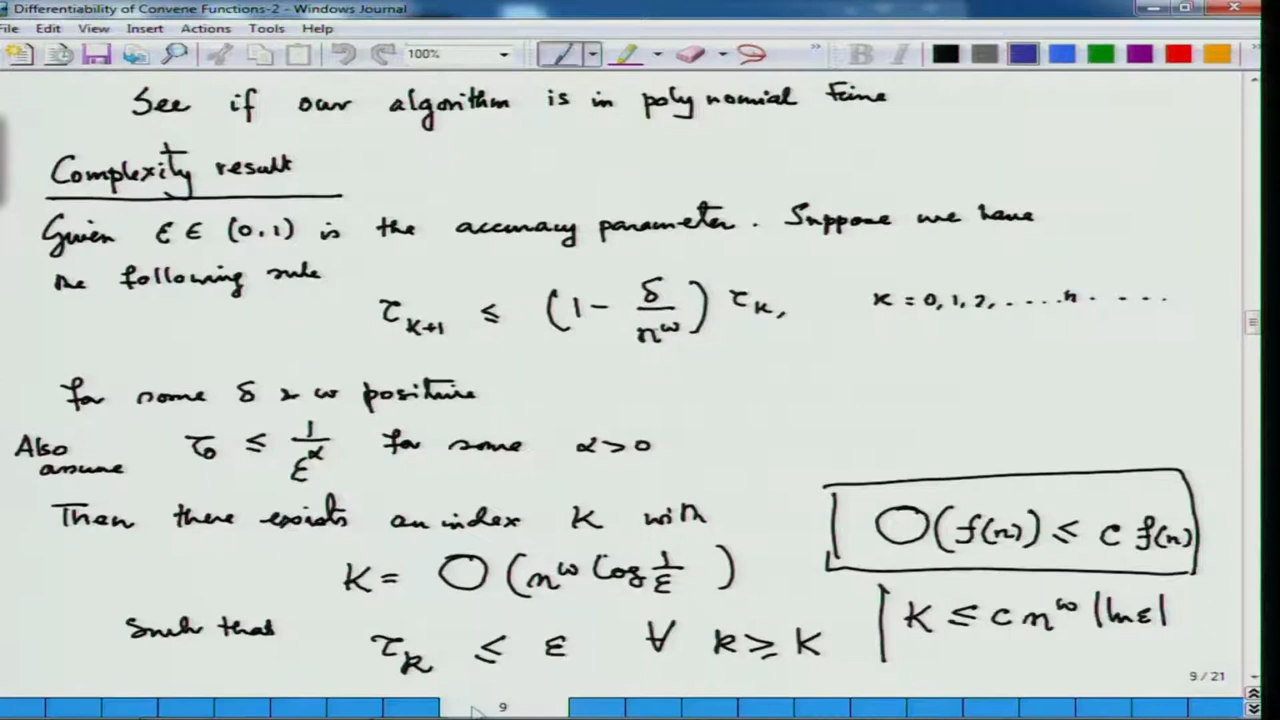 Differentiability of Convene Functions-2 - Windows Journal
File Edit View Insert Actions Tools Help
100%
See if our algorithm is in polynomial time
Complexity result
Given ε ∈ (0,1) is the accuracy parameter. Suppose we have
the following rule
τ_{k+1} ≤ (1 - δ/n^ω) τ_k, k = 0, 1, 2, .... n. ....
for some δ & ω positive
Also assume τ_0 ≤ 1/ε^α for some α > 0
Then there exists an index K with
K = O(n^ω log 1/ε)
O(f(n)) ≤ c f(n)
K ≤ c n^ω |ln ε|
Such that τ_k ≤ ε ∀ k ≥ K
9 / 21
9